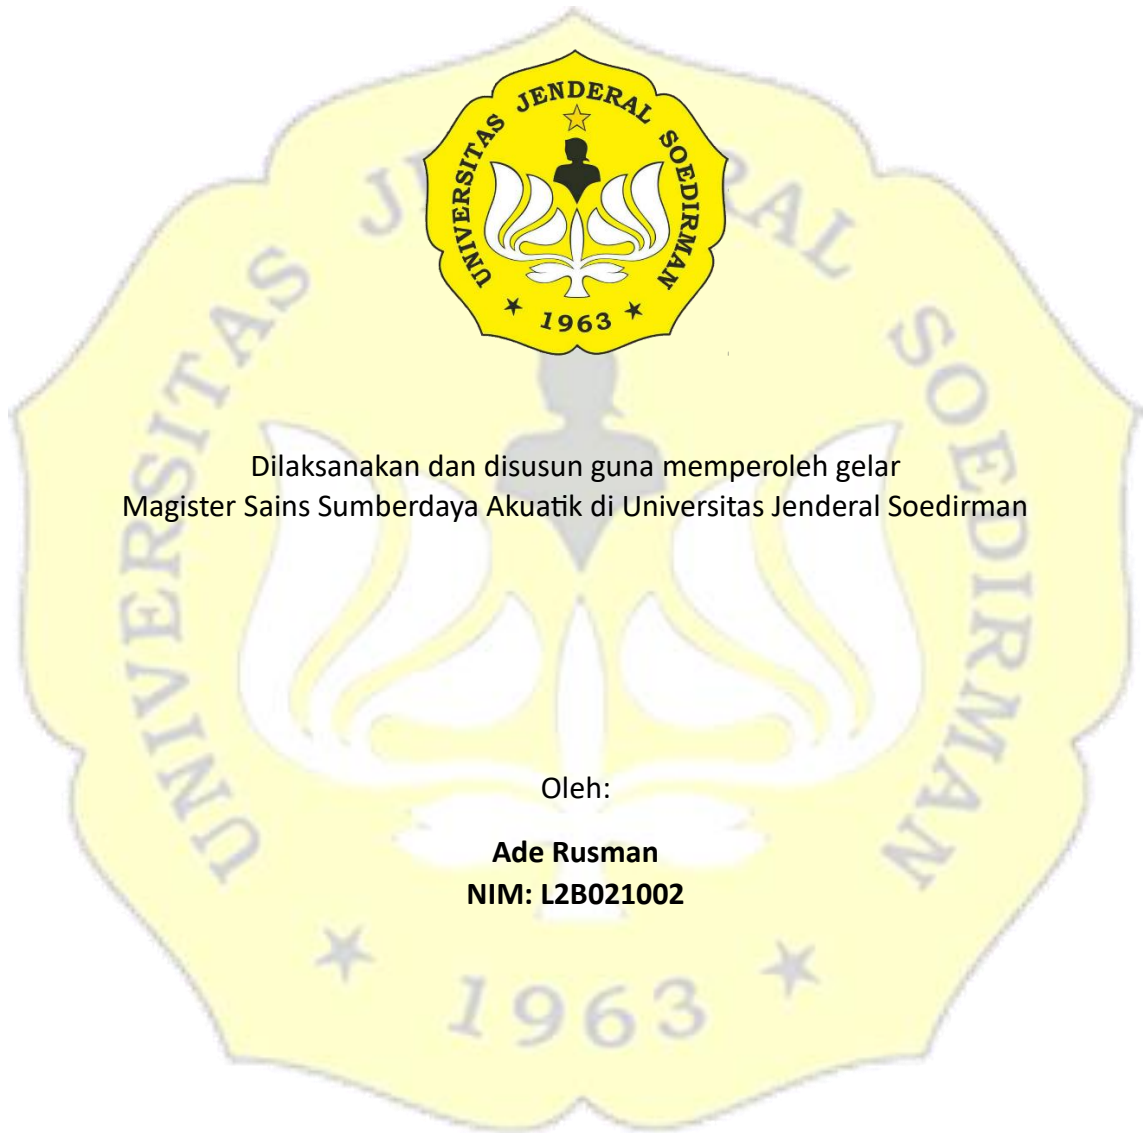 UNIVERSITAS JENDERAL SOEDIRMAN
★ 1963 ★
Dilaksanakan dan disusun guna memperoleh gelar
Magister Sains Sumberdaya Akuatik di Universitas Jenderal Soedirman
Oleh:
Ade Rusman
NIM: L2B021002
UNIVERSITAS JENDERAL SOEDIRMAN
★ 1963 ★